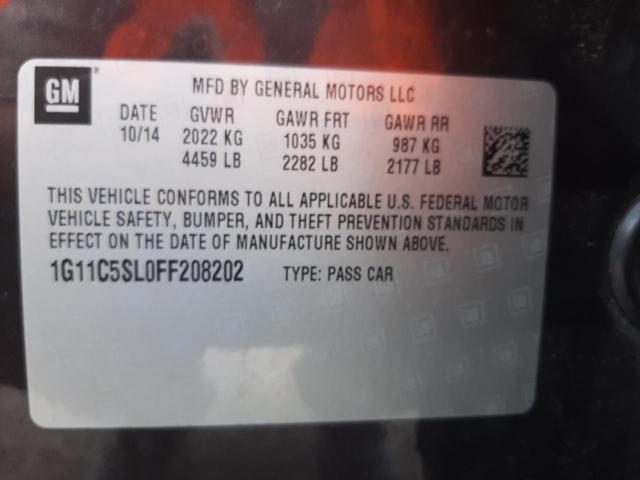 GM ®
MFD BY GENERAL MOTORS LLC
DATE GVWR GAWR FRT GAWR RR
10/14 2022 KG 1035 KG 987 KG
4459 LB 2282 LB 2177 LB
THIS VEHICLE CONFORMS TO ALL APPLICABLE U.S. FEDERAL MOTOR
VEHICLE SAFETY, BUMPER, AND THEFT PREVENTION STANDARDS IN
EFFECT ON THE DATE OF MANUFACTURE SHOWN ABOVE.
1G11C5SL0FF208202 TYPE: PASS CAR